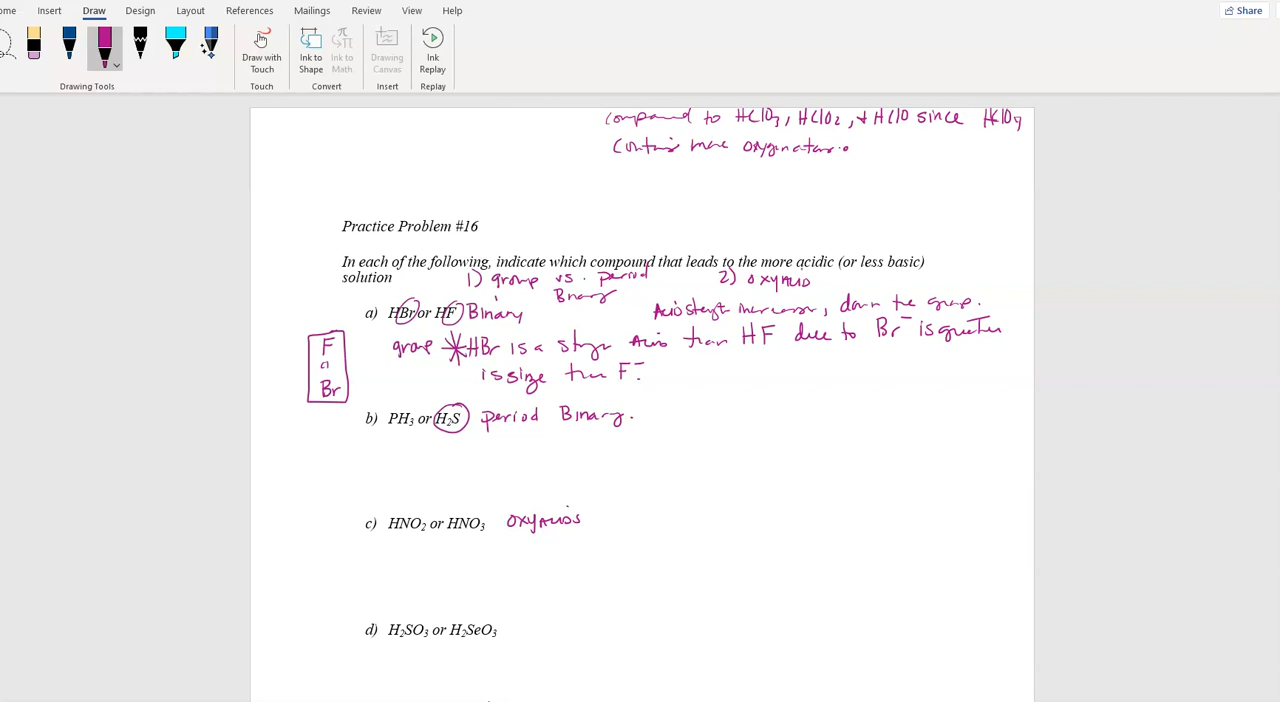 ome Insert Draw Design Layout References Mailings Review View Help
Share
Draw with Touch
Ink to Shape
Ink to Math
Drawing Canvas
Ink Replay
Drawing Tools
Touch
Convert
Insert
Replay
compound to HClO3, HClO2, + HClO since HClO4
Contains more oxygen atoms.
Practice Problem #16
In each of the following, indicate which compound that leads to the more acidic (or less basic)
solution
1) group vs. period
Binary
2) oxyacid
a) HBr or HF Binary
Acid strength increases, down the group.
group * HBr is a stronger Acid than HF due to Br⁻ is greater
is size than F⁻.
F
Cl
Br
b) PH3 or H2S period Binary.
c) HNO2 or HNO3 oxyacids
d) H2SO3 or H2SeO3